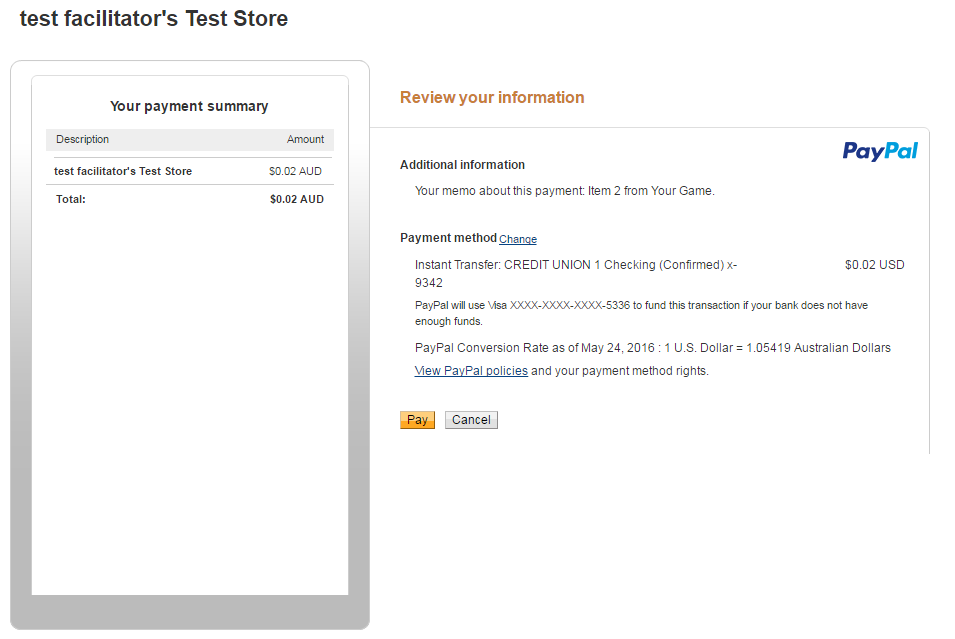 test facilitator's Test Store
Your payment summary
Description Amount
test facilitator's Test Store $0.02 AUD
Total: $0.02 AUD
Review your information
PayPal
Additional information
Your memo about this payment: Item 2 from Your Game.
Payment method Change
Instant Transfer: CREDIT UNION 1 Checking (Confirmed) x- $0.02 USD
9342
PayPal will use Visa XXXX-XXXX-XXXX-5336 to fund this transaction if your bank does not have
enough funds.
PayPal Conversion Rate as of May 24, 2016 : 1 U.S. Dollar = 1.05419 Australian Dollars
View PayPal policies and your payment method rights.
Pay Cancel